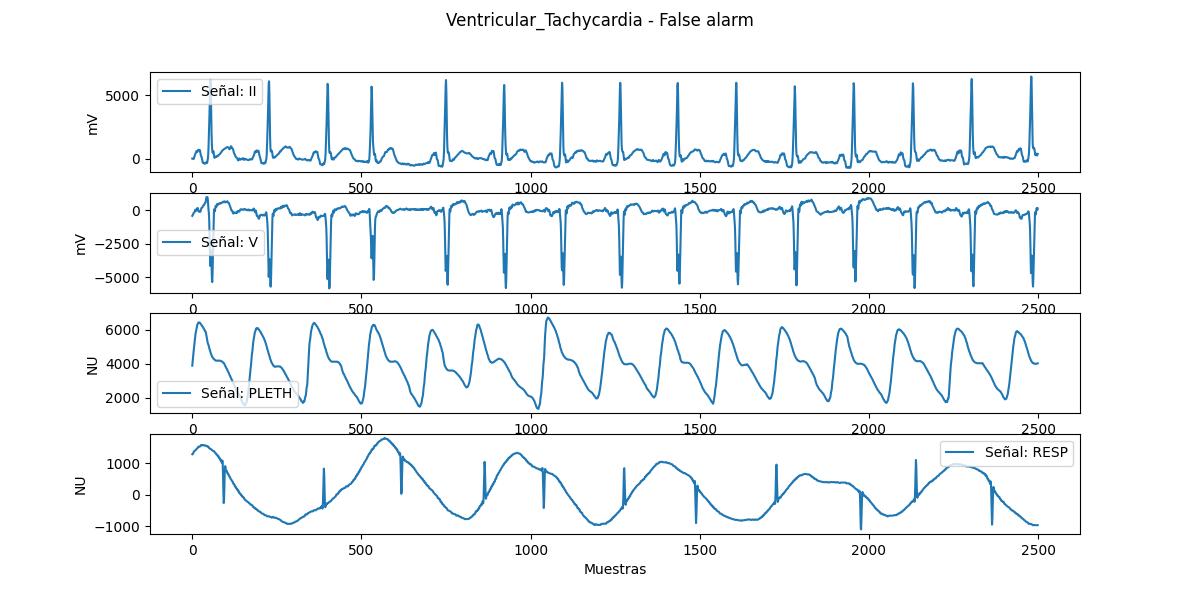 Ventricular_Tachycardia - False alarm
5000
0
mV
Señal: II
0 500 1000 1500 2000 2500
0
−2500
−5000
mV
Señal: V
0 500 1000 1500 2000 2500
6000
4000
2000
NU
Señal: PLETH
0 500 1000 1500 2000 2500
1000
0
−1000
NU
Señal: RESP
0 500 1000 1500 2000 2500
Muestras